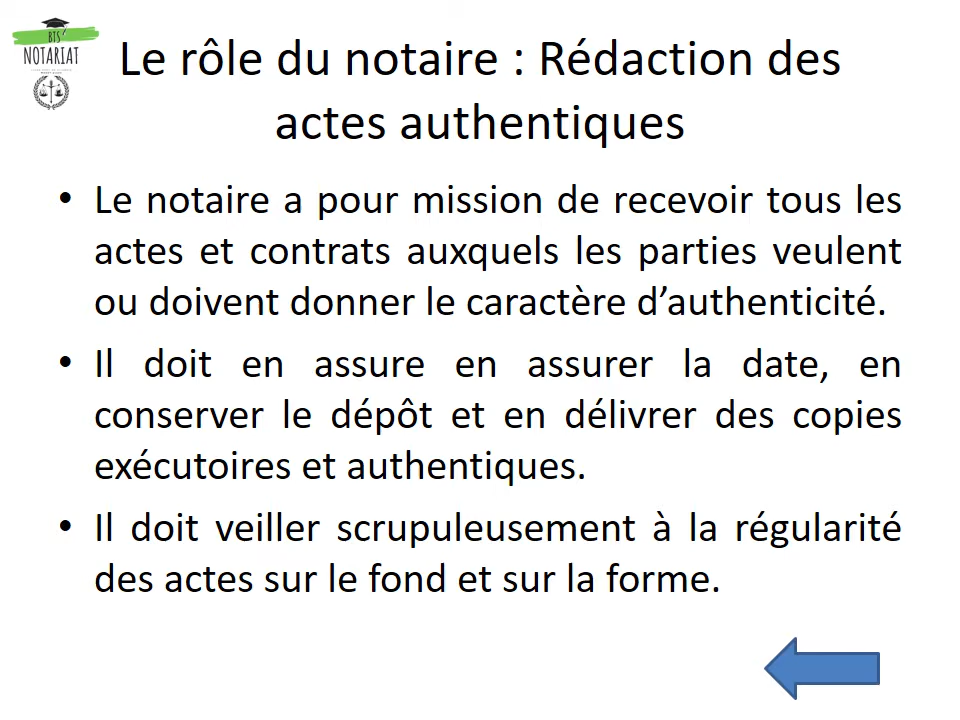 BTS
NOTARIAT
Le rôle du notaire : Rédaction des
actes authentiques
• Le notaire a pour mission de recevoir tous les
actes et contrats auxquels les parties veulent
ou doivent donner le caractère d’authenticité.
• Il doit en assure en assurer la date, en
conserver le dépôt et en délivrer des copies
exécutoires et authentiques.
• Il doit veiller scrupuleusement à la régularité
des actes sur le fond et sur la forme.